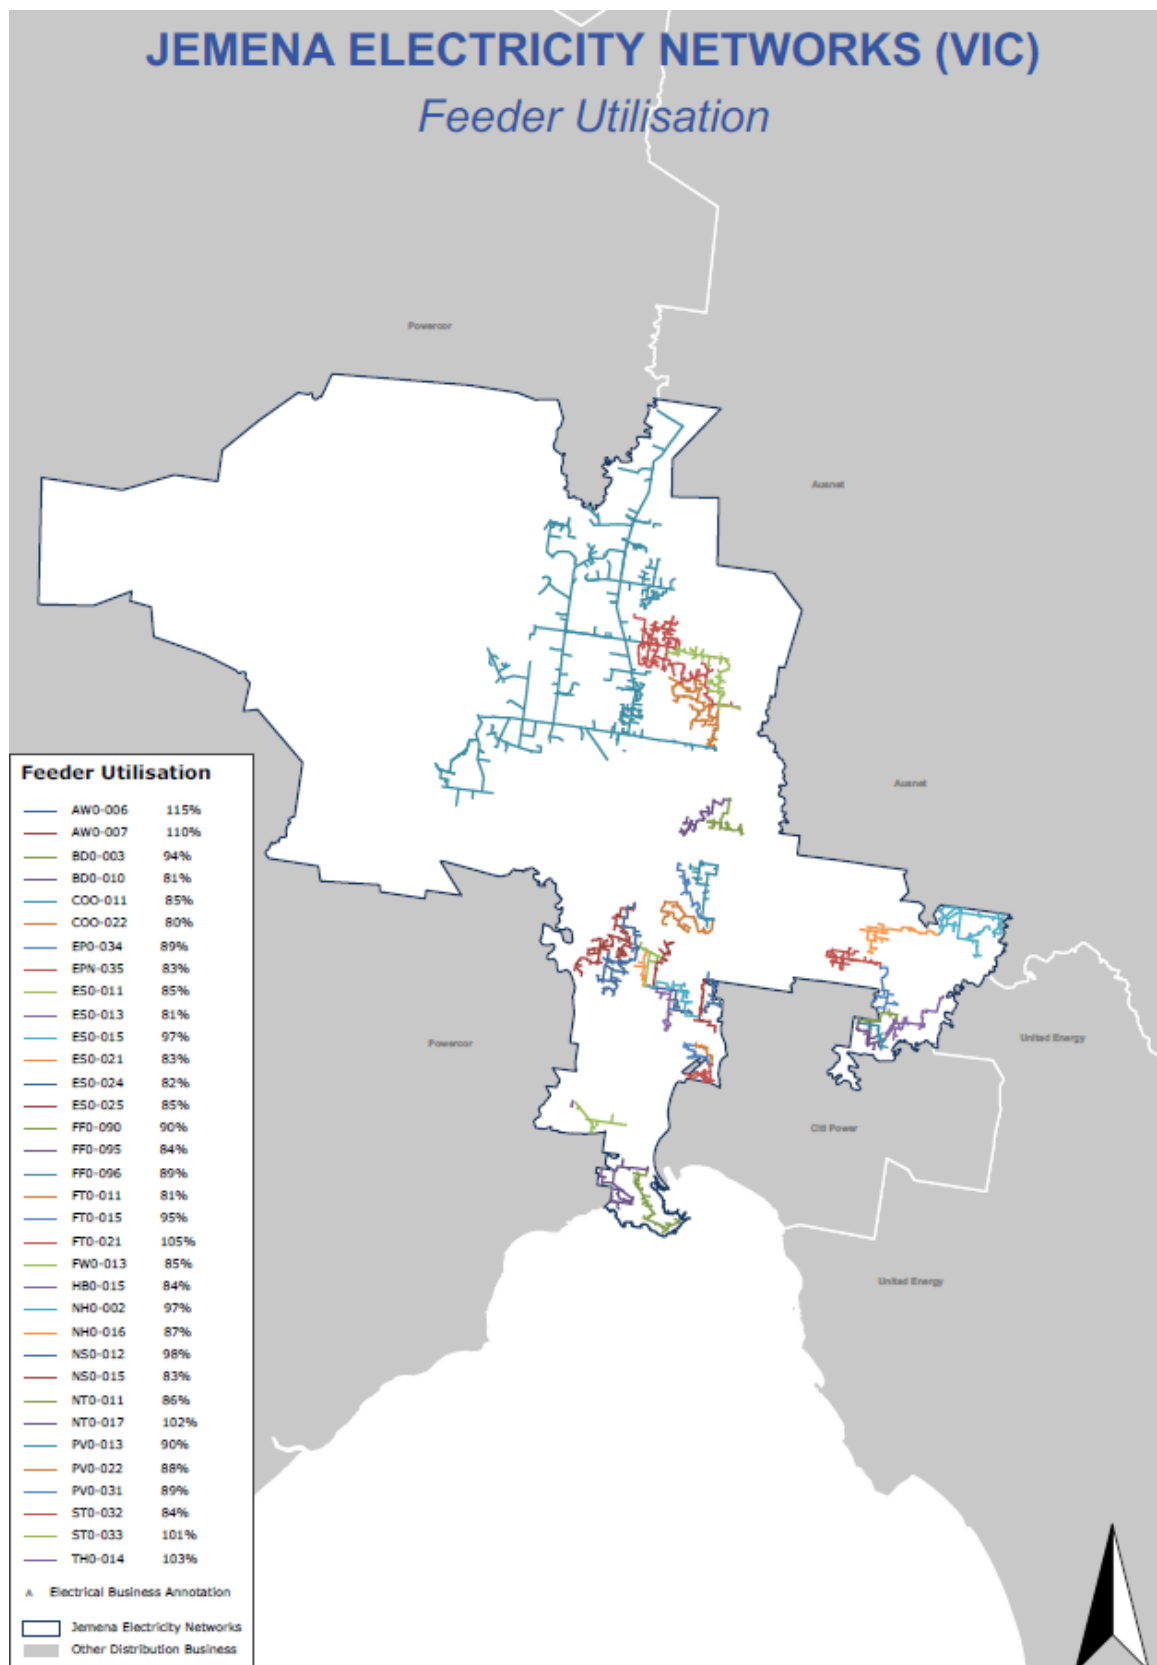 JEMENA ELECTRICITY NETWORKS (VIC)
Feeder Utilisation
Powercor
Ausnet
Ausnet
United Energy
Powercor
Citi Power
United Energy
Feeder Utilisation
AW0-006 115%
AW0-007 110%
BD0-003 94%
BD0-010 81%
COO-011 85%
COO-022 80%
EP0-034 89%
EPN-035 83%
ES0-011 85%
ES0-013 81%
ES0-015 97%
ES0-021 83%
ES0-024 82%
ES0-025 85%
FF0-090 90%
FF0-095 84%
FF0-096 89%
FT0-011 81%
FT0-015 95%
FT0-021 105%
FW0-013 85%
HB0-015 84%
NH0-002 97%
NH0-016 87%
NS0-012 98%
NS0-015 83%
NT0-011 86%
NT0-017 102%
PV0-013 90%
PV0-022 88%
PV0-031 89%
ST0-032 84%
ST0-033 101%
TH0-014 103%
A Electrical Business Annotation
Jemena Electricity Networks
Other Distribution Business